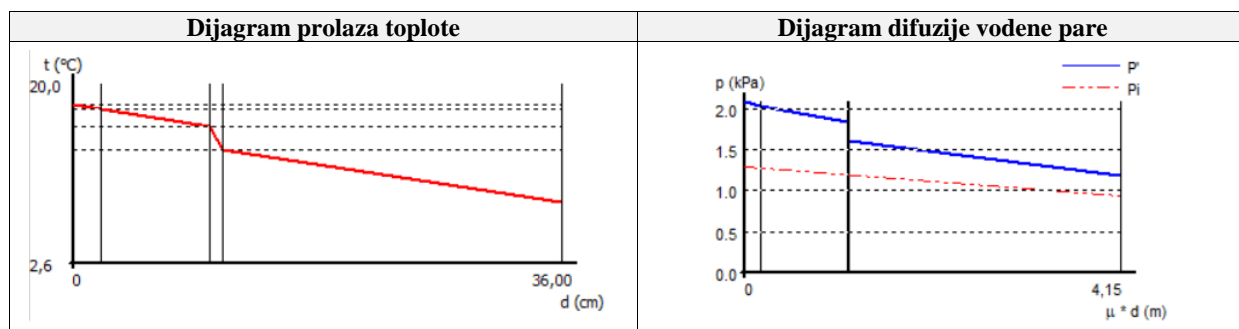 Dijagram prolaza toplote
Dijagram difuzije vodene pare
t (°C)
20,0
2,6
0
36,00
d (cm)
p (kPa)
P'
Pi
2.0
1.5
1.0
0.5
0.0
0
4,15
µ * d (m)